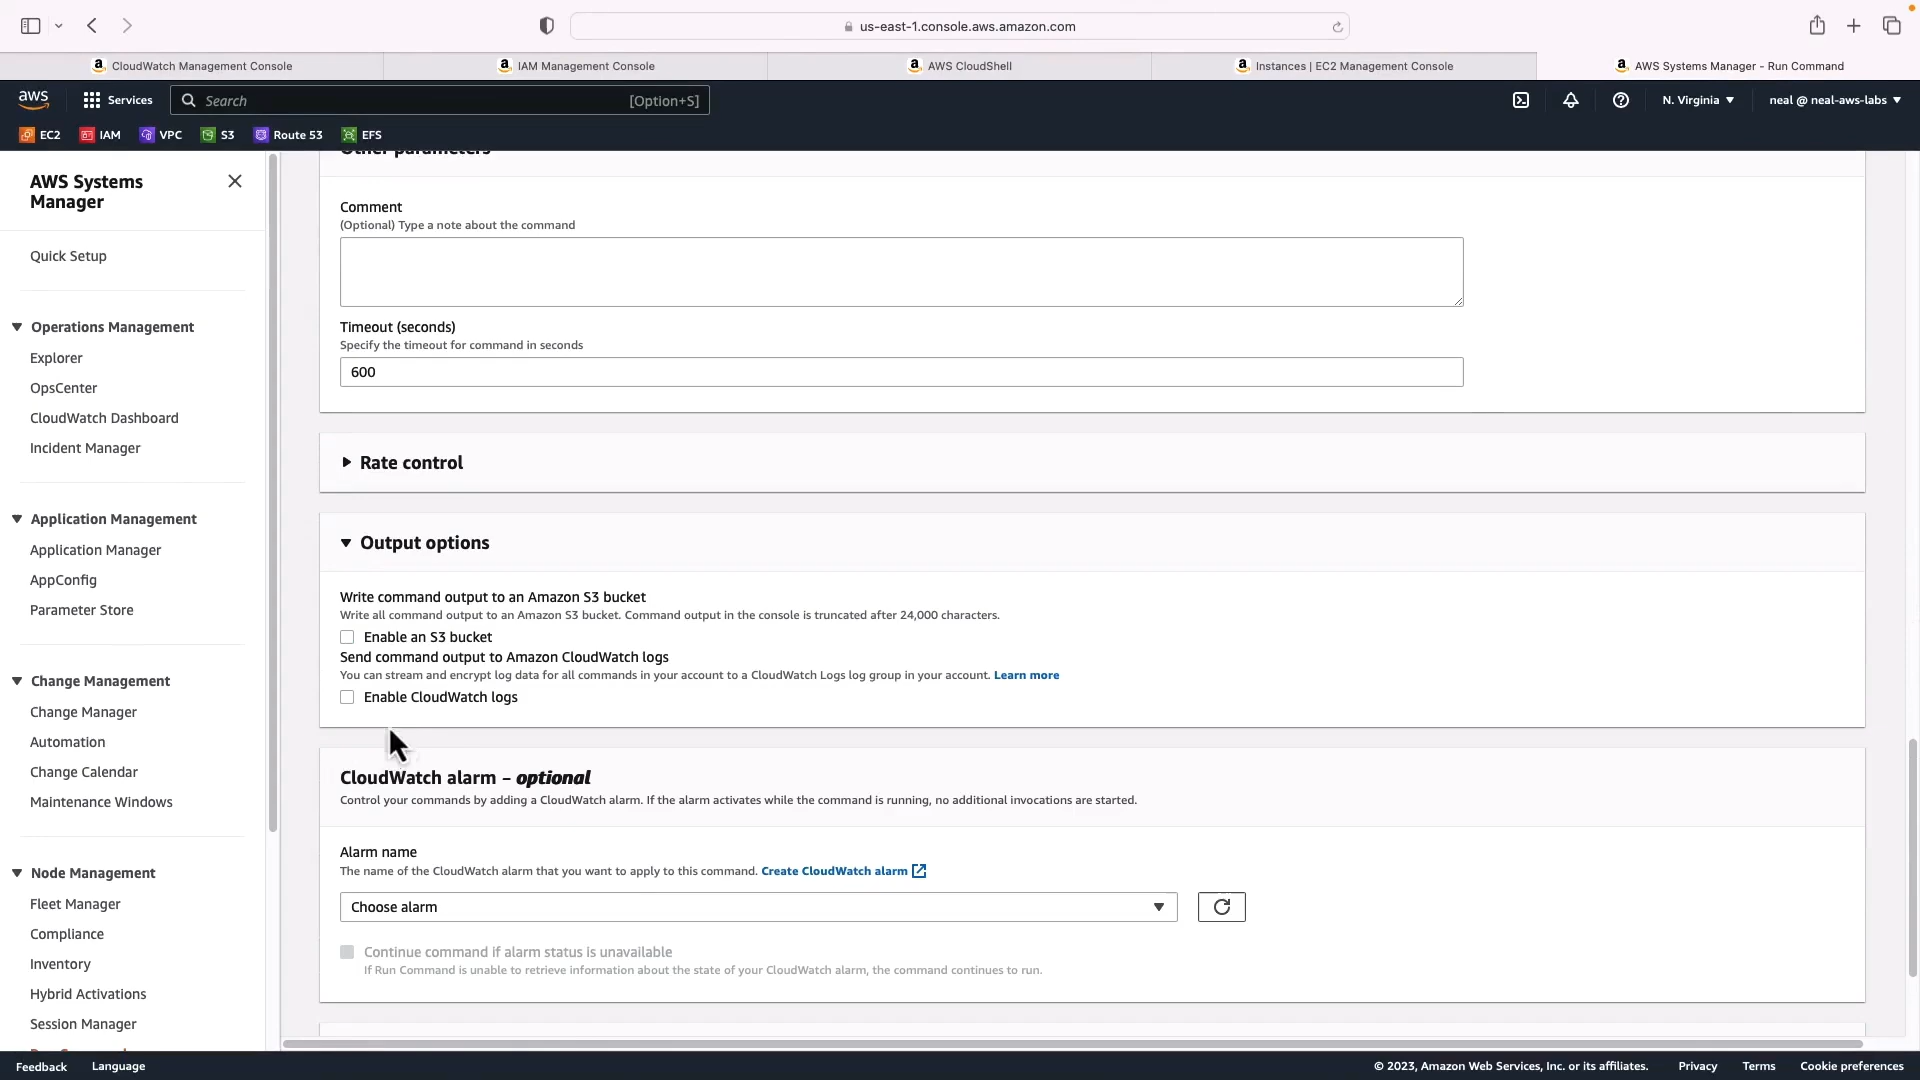 us-east-1.console.aws.amazon.com
CloudWatch Management Console
IAM Management Console
AWS CloudShell
Instances | EC2 Management Console
AWS Systems Manager - Run Command
aws
Services
Search
[Option+S]
N. Virginia
neal @ neal-aws-labs
EC2
IAM
VPC
S3
Route 53
EFS
AWS Systems
Manager
Quick Setup
Operations Management
Explorer
OpsCenter
CloudWatch Dashboard
Incident Manager
Application Management
Application Manager
AppConfig
Parameter Store
Change Management
Change Manager
Automation
Change Calendar
Maintenance Windows
Node Management
Fleet Manager
Compliance
Inventory
Hybrid Activations
Session Manager
Other parameters
Comment
(Optional) Type a note about the command
Timeout (seconds)
Specify the timeout for command in seconds
600
Rate control
Output options
Write command output to an Amazon S3 bucket
Write all command output to an Amazon S3 bucket. Command output in the console is truncated after 24,000 characters.
Enable an S3 bucket
Send command output to Amazon CloudWatch logs
You can stream and encrypt log data for all commands in your account to a CloudWatch Logs log group in your account. Learn more
Enable CloudWatch logs
CloudWatch alarm – optional
Control your commands by adding a CloudWatch alarm. If the alarm activates while the command is running, no additional invocations are started.
Alarm name
The name of the CloudWatch alarm that you want to apply to this command. Create CloudWatch alarm
Choose alarm
Continue command if alarm status is unavailable
If Run Command is unable to retrieve information about the state of your CloudWatch alarm, the command continues to run.
Feedback
Language
© 2023, Amazon Web Services, Inc. or its affiliates.
Privacy
Terms
Cookie preferences